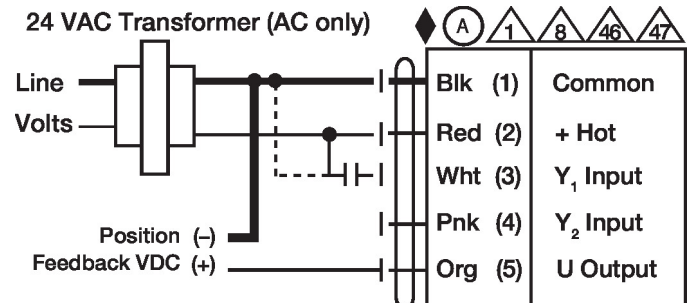 24 VAC Transformer (AC only)
A 1 8 46 47
Line
Volts
Blk (1) Common
Red (2) + Hot
Wht (3) Y1 Input
Pnk (4) Y2 Input
Position (–)
Feedback VDC (+)
Org (5) U Output